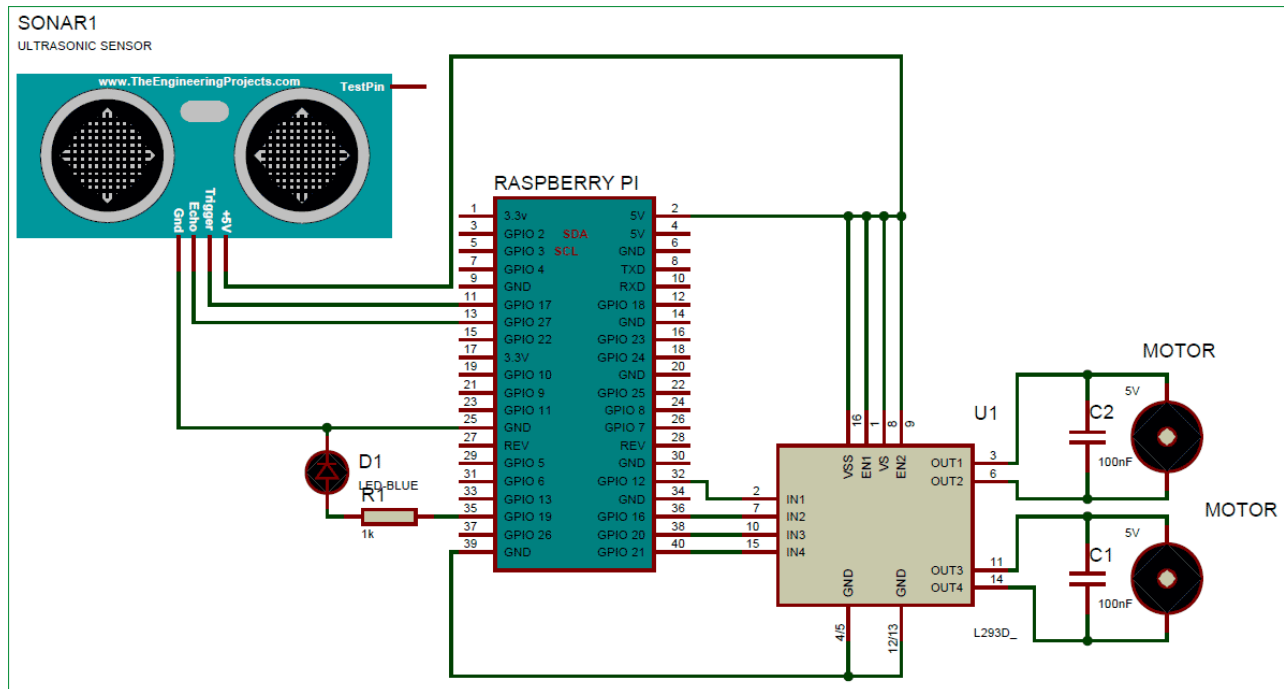 SONAR1
ULTRASONIC SENSOR
www.TheEngineeringProjects.com
TestPin
Gnd
Echo
Trigger
+5V
RASPBERRY PI
1 3.3v 5V 2
3 GPIO 2 SDA 5V 4
5 GPIO 3 SCL GND 6
7 GPIO 4 TXD 8
9 GND RXD 10
11 GPIO 17 GPIO 18 12
13 GPIO 27 GND 14
15 GPIO 22 GPIO 23 16
17 3.3V GPIO 24 18
19 GPIO 10 GND 20
21 GPIO 9 GPIO 25 22
23 GPIO 11 GPIO 8 24
25 GND GPIO 7 26
27 REV REV 28
29 GPIO 5 GND 30
31 GPIO 6 GPIO 12 32
33 GPIO 13 GND 34
35 GPIO 19 GPIO 16 36
37 GPIO 26 GPIO 20 38
39 GND GPIO 21 40
D1
LED-BLUE
R1
1k
U1
16 1 8 9
VSS EN1 VS EN2
2 IN1
7 IN2
10 IN3
15 IN4
OUT1 3
OUT2 6
OUT3 11
OUT4 14
GND GND
4/5 12/13
L293D_
MOTOR
5V
C2
100nF
MOTOR
5V
C1
100nF